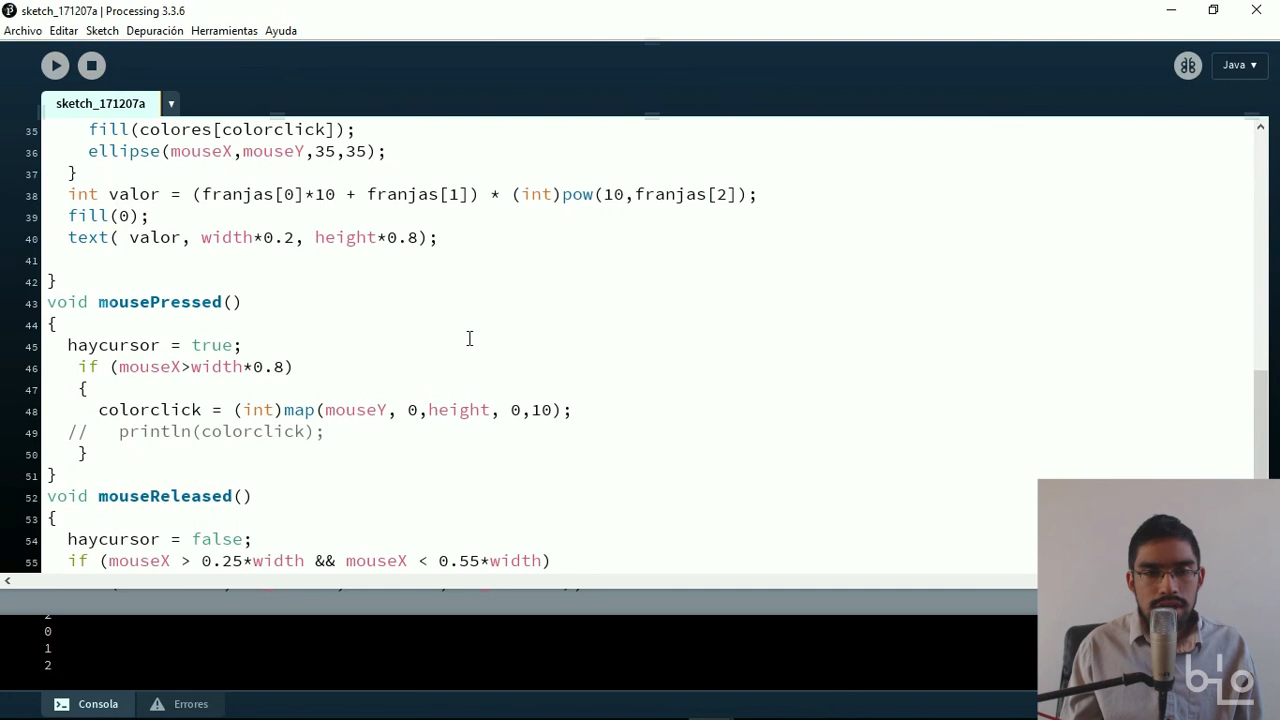 sketch_171207a | Processing 3.3.6
Archivo Editar Sketch Depuración Herramientas Ayuda
Java ▾
sketch_171207a ▾
35 fill(colores[colorclick]);
36 ellipse(mouseX,mouseY,35,35);
37 }
38 int valor = (franjas[0]*10 + franjas[1]) * (int)pow(10,franjas[2]);
39 fill(0);
40 text( valor, width*0.2, height*0.8);
41
42 }
43 void mousePressed()
44 {
45 haycursor = true;
46 if (mouseX>width*0.8)
47 {
48 colorclick = (int)map(mouseY, 0,height, 0,10);
49 // println(colorclick);
50 }
51 }
52 void mouseReleased()
53 {
54 haycursor = false;
55 if (mouseX > 0.25*width && mouseX < 0.55*width)
2
0
1
2
Consola Errores